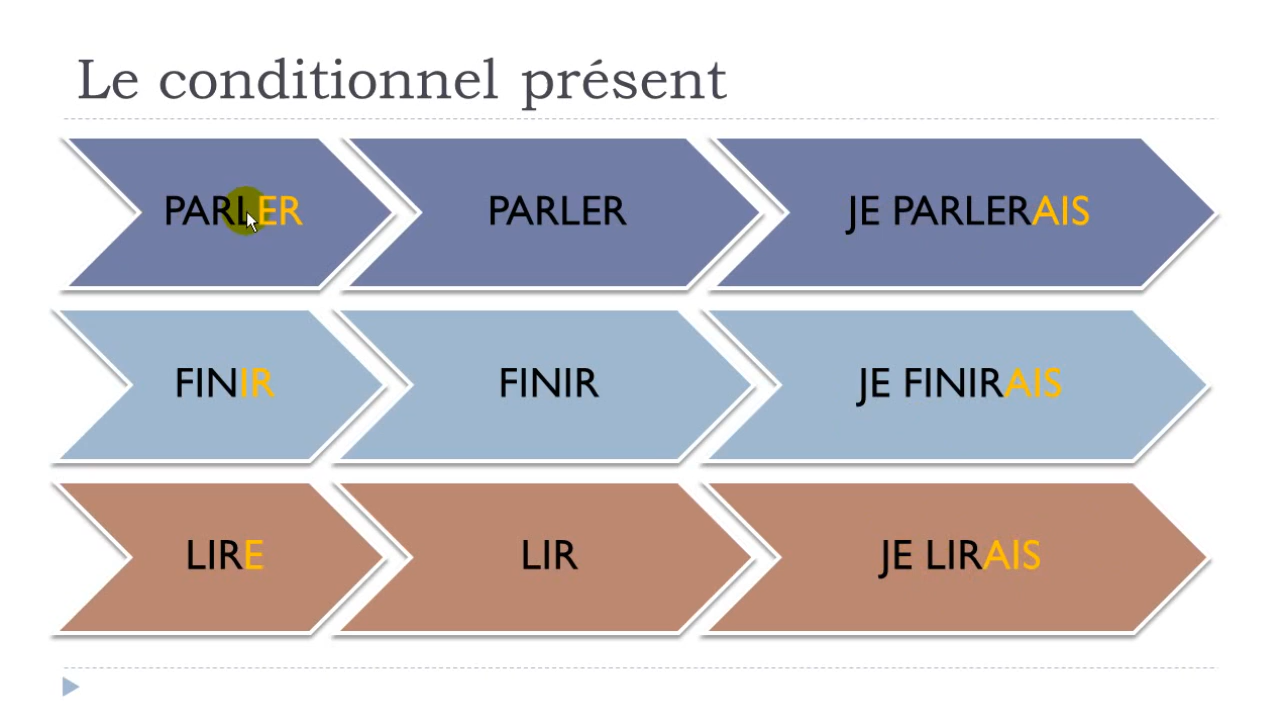 Le conditionnel présent
PARLER
PARLER
JE PARLERAIS
FINIR
FINIR
JE FINIRAIS
LIRE
LIR
JE LIRAIS